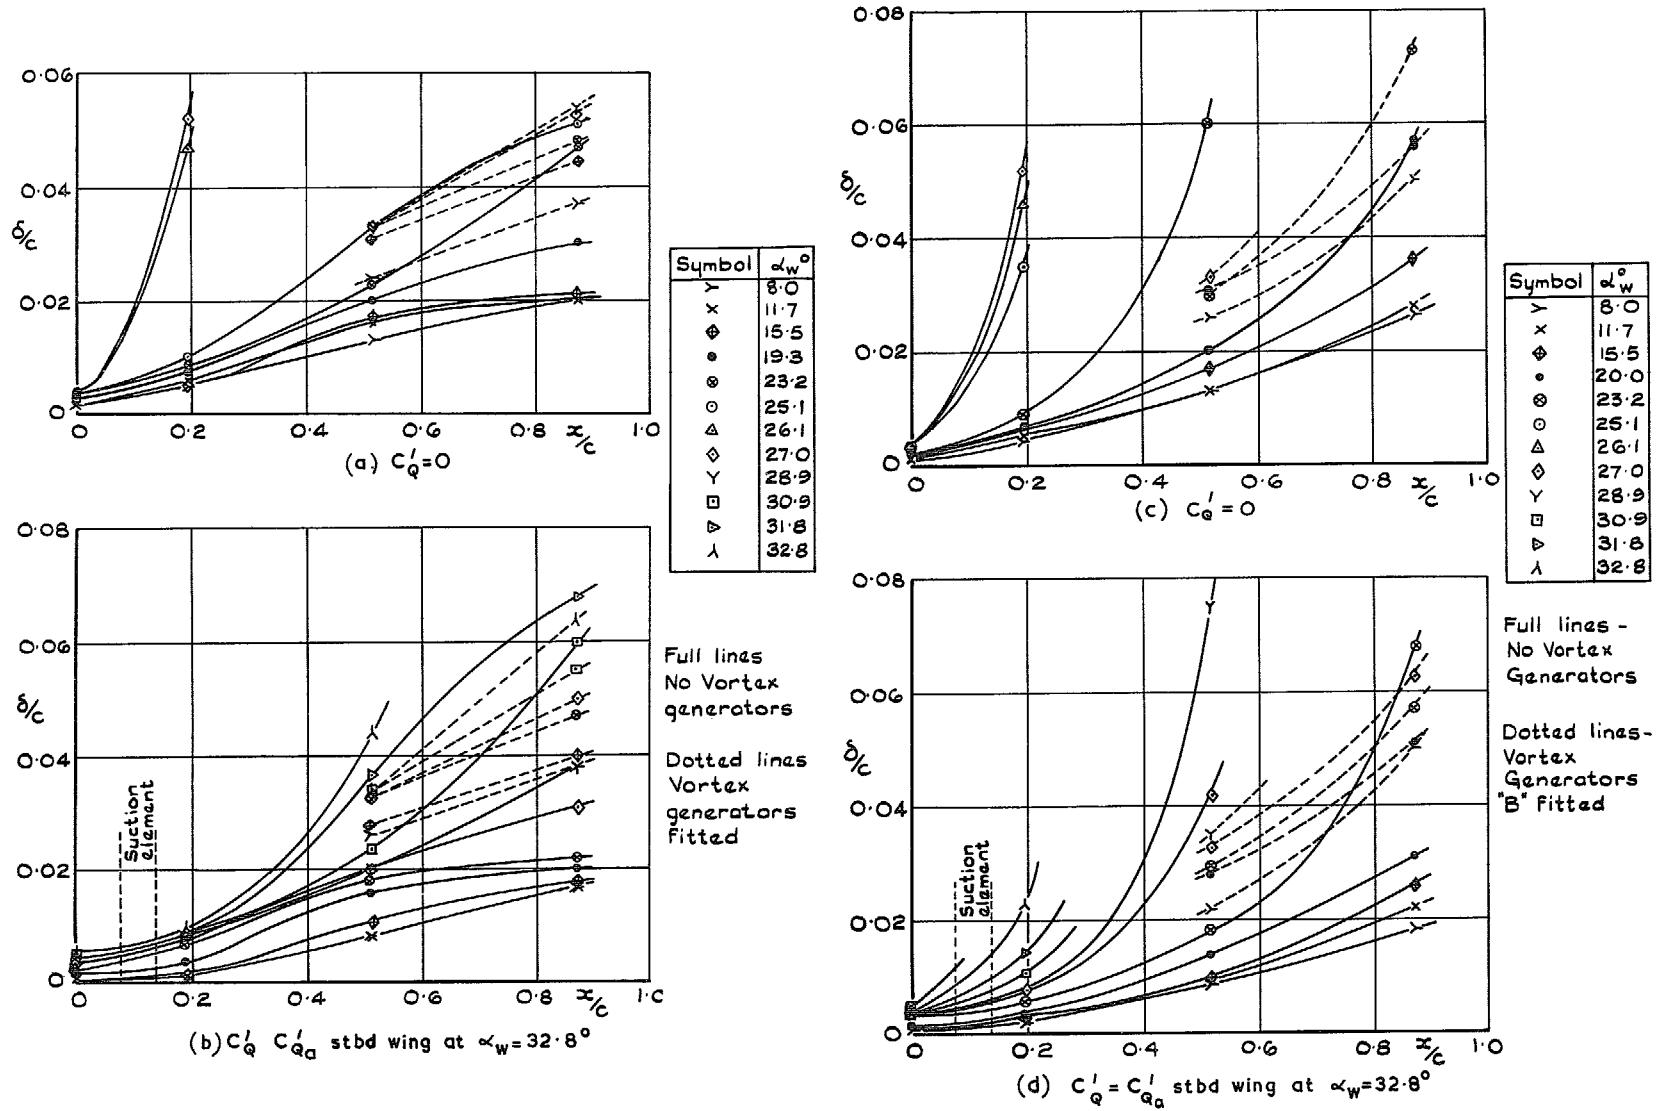 0.06
0.04
δ/c
0.02
0
0 0.2 0.4 0.6 0.8 x/c 1.0
(a) C'Q=0
Symbol αw°
8.0
11.7
15.5
19.3
23.2
25.1
26.1
27.0
28.9
30.9
31.8
32.8
0.08
0.06
δ/c
0.04
0.02
0
Suction
element
0 0.2 0.4 0.6 0.8 x/c 1.0
(b) C'Q C'Qa stbd wing at αw=32.8°
Full lines
No Vortex
generators
Dotted lines
Vortex
generators
Fitted
0.08
0.06
δ/c
0.04
0.02
0
0 0.2 0.4 0.6 0.8 x/c 1.0
(c) C'Q=0
Symbol α°w
8.0
11.7
15.5
20.0
23.2
25.1
26.1
27.0
28.9
30.9
31.8
32.8
0.08
0.06
δ/c
0.04
0.02
0
Suction
element
0 0.2 0.4 0.6 0.8 x/c 1.0
(d) C'Q = C'Qa stbd wing at αw=32.8°
Full lines -
No Vortex
Generators
Dotted lines-
Vortex
Generators
"B" Fitted